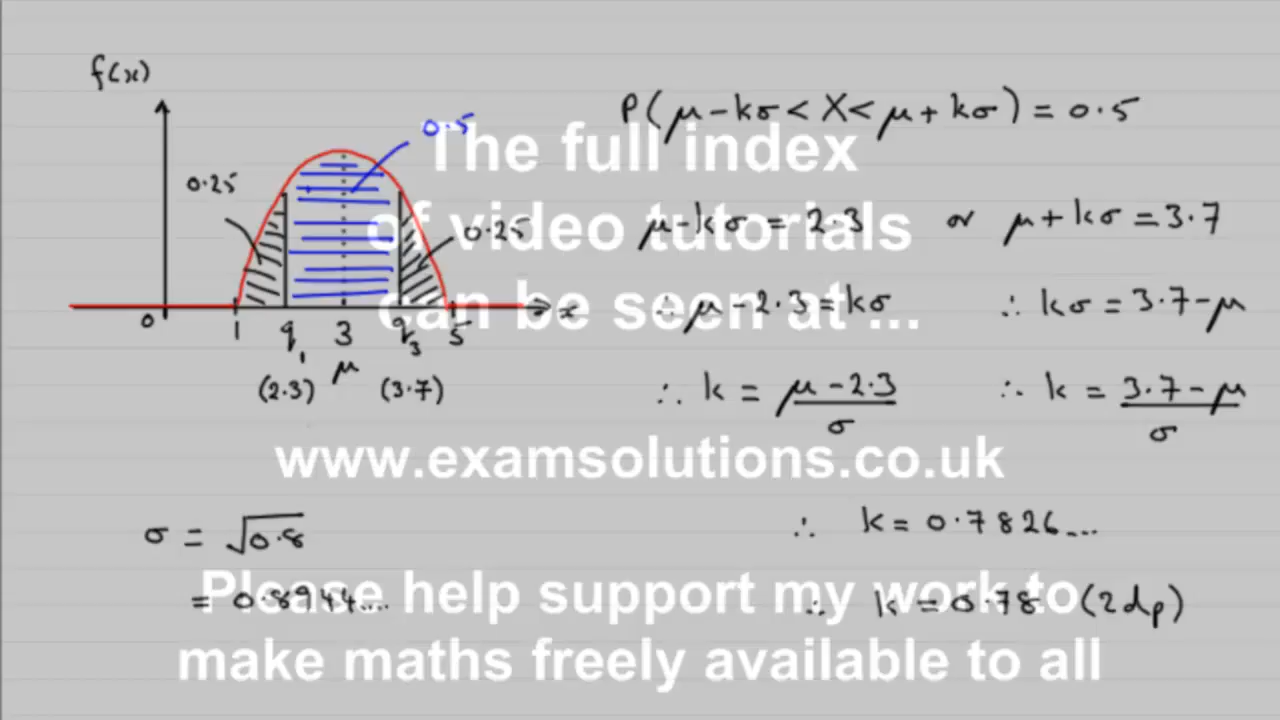 f(x)
0.5
0.25
0.25
0 1 q₁ 3 q₃ 5 x
(2.3) μ (3.7)
P(μ-kσ < X < μ+kσ) = 0.5
μ-kσ = 2.3 or μ+kσ = 3.7
∴ μ-2.3 = kσ ∴ kσ = 3.7-μ
∴ k = μ-2.3/σ ∴ k = 3.7-μ/σ
σ = √0.8
= 0.8944....
∴ k = 0.7826...
∴ k = 0.78 (2dp)
The full index
of video tutorials
can be seen at ...
www.examsolutions.co.uk
Please help support my work to
make maths freely available to all